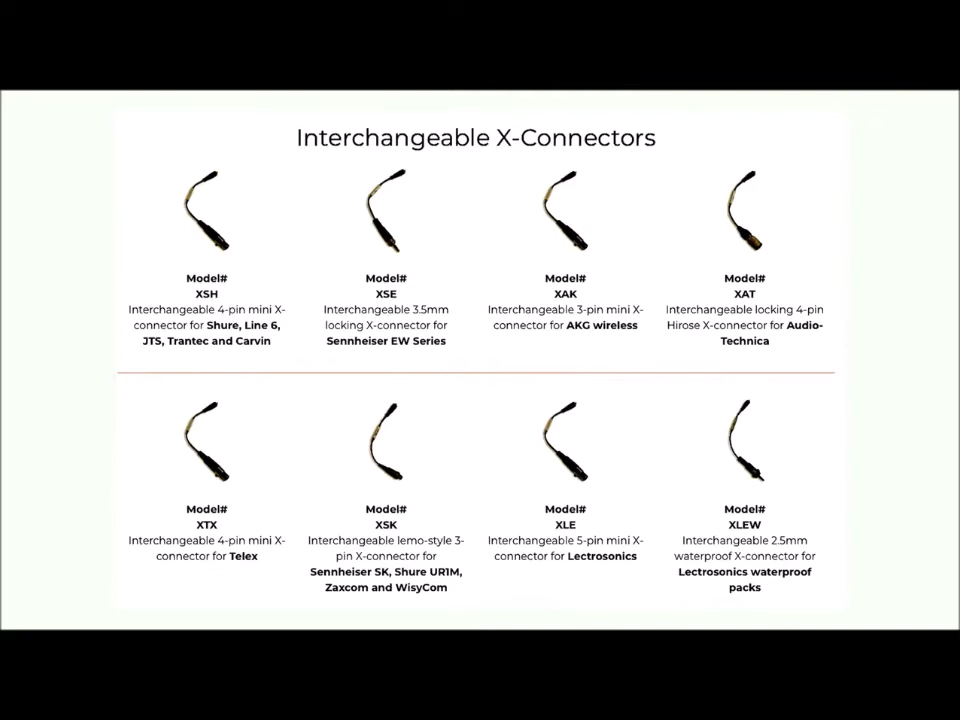 Interchangeable X-Connectors
Model#
XSH
Interchangeable 4-pin mini X-
connector for Shure, Line 6,
JTS, Trantec and Carvin
Model#
XSE
Interchangeable 3.5mm
locking X-connector for
Sennheiser EW Series
Model#
XAK
Interchangeable 3-pin mini X-
connector for AKG wireless
Model#
XAT
Interchangeable locking 4-pin
Hirose X-connector for Audio-
Technica
Model#
XTX
Interchangeable 4-pin mini X-
connector for Telex
Model#
XSK
Interchangeable lemo-style 3-
pin X-connector for
Sennheiser SK, Shure UR1M,
Zaxcom and WisyCom
Model#
XLE
Interchangeable 5-pin mini X-
connector for Lectrosonics
Model#
XLEW
Interchangeable 2.5mm
waterproof X-connector for
Lectrosonics waterproof
packs